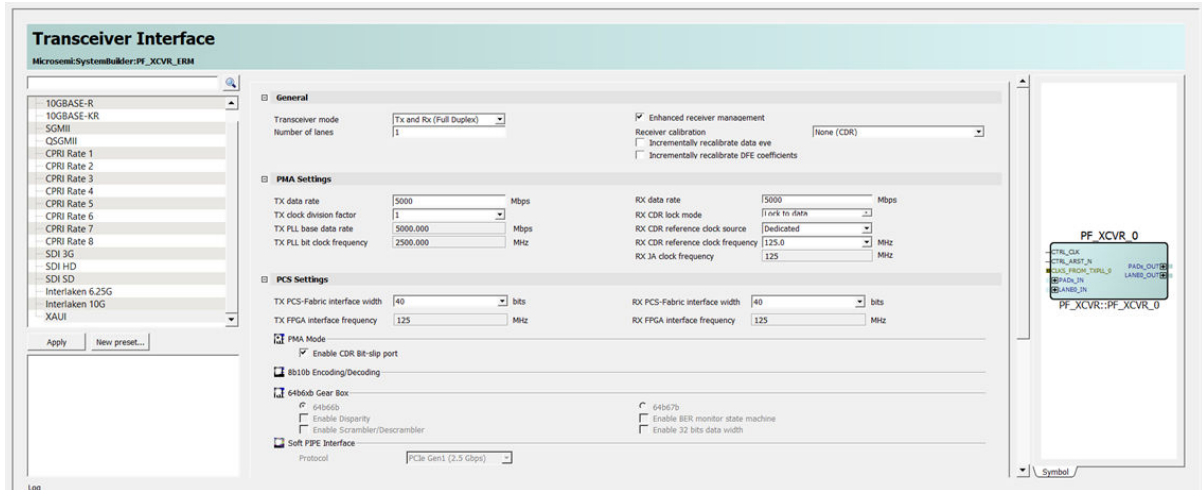 Transceiver Interface
Microsemi:SystemBuilder:PF_XCVR_ERM
10GBASE-R
10GBASE-KR
SGMII
QSGMII
CPRI Rate 1
CPRI Rate 2
CPRI Rate 3
CPRI Rate 4
CPRI Rate 5
CPRI Rate 6
CPRI Rate 7
CPRI Rate 8
SDI 3G
SDI HD
SDI SD
Interlaken 6.25G
Interlaken 10G
XAUI
Apply New preset...
Log
General
Transceiver mode Tx and Rx (Full Duplex) Enhanced receiver management
Number of lanes 1 Receiver calibration None (CDR)
Incrementally recalibrate data eye
Incrementally recalibrate DFE coefficients
PMA Settings
TX data rate 5000 Mbps RX data rate 5000 Mbps
TX clock division factor 1 RX CDR lock mode Lock to data
TX PLL base data rate 5000.000 Mbps RX CDR reference clock source Dedicated
TX PLL bit clock frequency 2500.000 MHz RX CDR reference clock frequency 125.0 MHz
RX JA clock frequency 125 MHz
PCS Settings
TX PCS-Fabric interface width 40 bits RX PCS-Fabric interface width 40 bits
TX FPGA interface frequency 125 MHz RX FPGA interface frequency 125 MHz
PMA Mode
Enable CDR Bit-slip port
8b10b Encoding/Decoding
64b6xb Gear Box
64b66b 64b67b
Enable Disparity Enable BER monitor state machine
Enable Scrambler/Descrambler Enable 32 bits data width
Soft PIPE Interface
Protocol PCIe Gen1 (2.5 Gbps)
PF_XCVR_0
CTRL_CLK
CTRL_ARST_N
CLKS_FROM_TXPLL_0 PADs_OUT
PADs_IN LANE0_OUT
LANE0_IN
PF_XCVR::PF_XCVR_0
Symbol